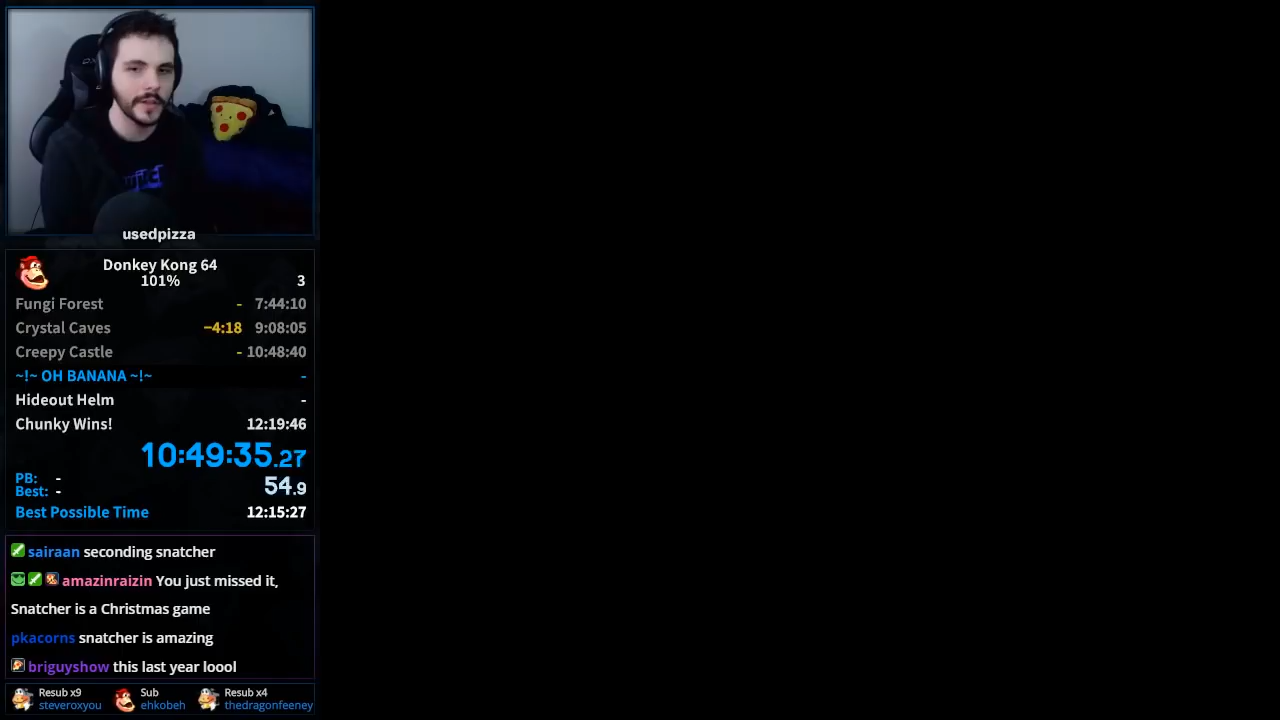 usedpizza
Donkey Kong 64
101% 3
Fungi Forest - 7:44:10
Crystal Caves −4:18 9:08:05
Creepy Castle - 10:48:40
~!~ OH BANANA ~!~ -
Hideout Helm -
Chunky Wins! 12:19:46
10:49:35.27
PB: - 54.9
Best: -
Best Possible Time 12:15:27
sairaan seconding snatcher
amazinraizin You just missed it,
Snatcher is a Christmas game
pkacorns snatcher is amazing
briguyshow this last year loool
Resub x9 Sub Resub x4
steveroxyou ehkobeh thedragonfeeney